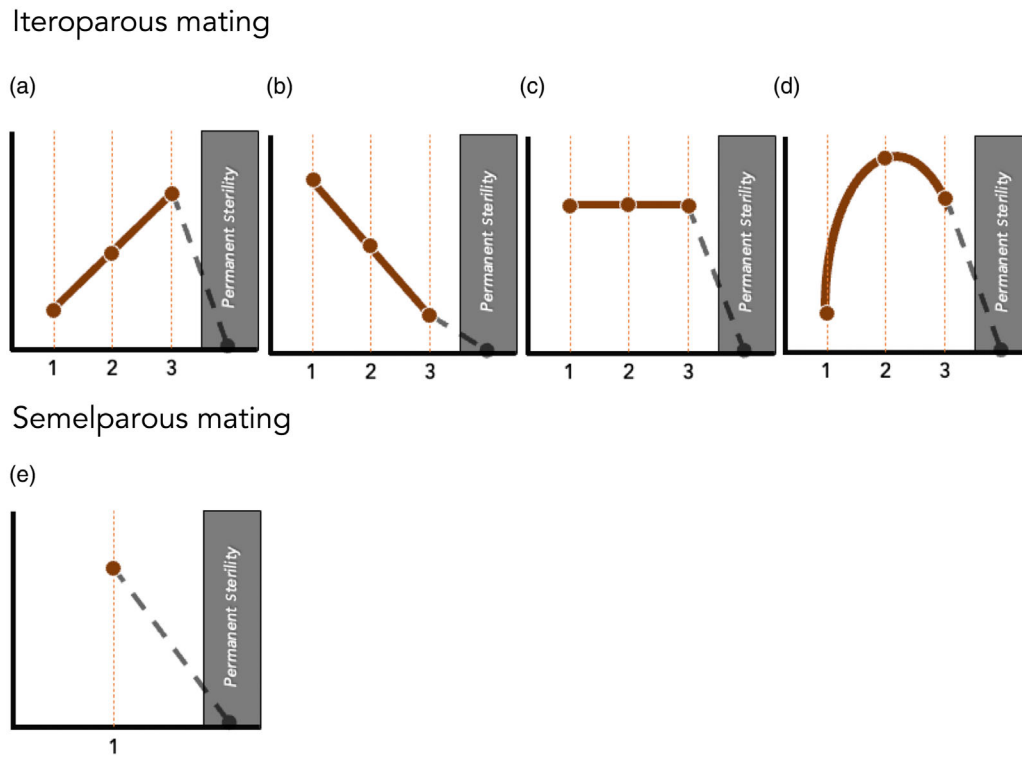 Iteroparous mating
(a)
(b)
(c)
(d)
Permanent Sterility
Permanent Sterility
Permanent Sterility
Permanent Sterility
1 2 3
1 2 3
1 2 3
1 2 3
Semelparous mating
(e)
Permanent Sterility
1